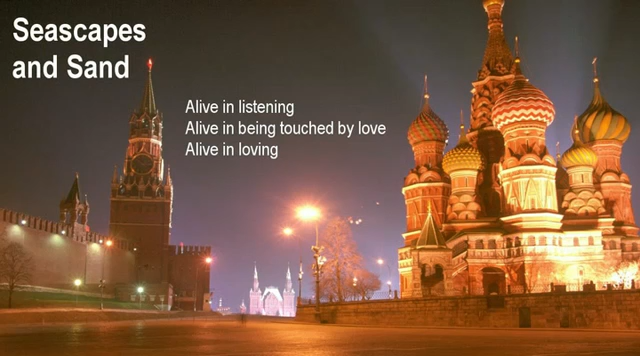 Seascapes
and Sand
Alive in listening
Alive in being touched by love
Alive in loving